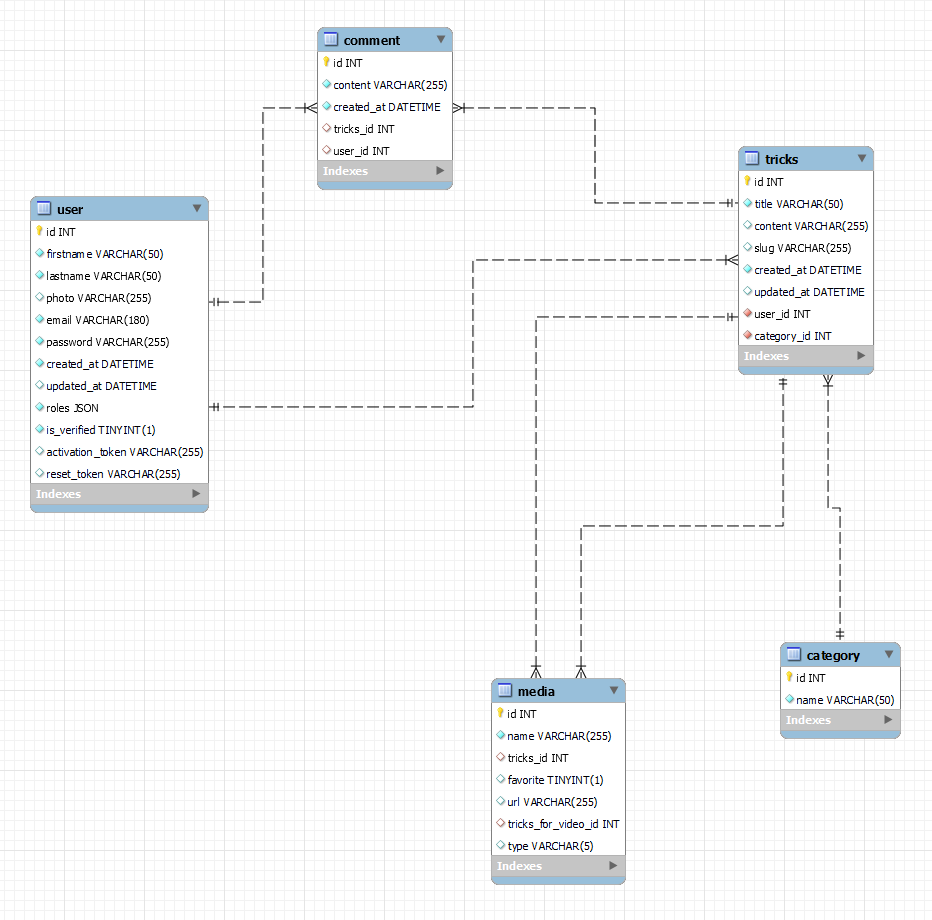 comment
id INT
content VARCHAR(255)
created_at DATETIME
tricks_id INT
user_id INT
Indexes
tricks
id INT
title VARCHAR(50)
content VARCHAR(255)
slug VARCHAR(255)
created_at DATETIME
updated_at DATETIME
user_id INT
category_id INT
Indexes
user
id INT
firstname VARCHAR(50)
lastname VARCHAR(50)
photo VARCHAR(255)
email VARCHAR(180)
password VARCHAR(255)
created_at DATETIME
updated_at DATETIME
roles JSON
is_verified TINYINT(1)
activation_token VARCHAR(255)
reset_token VARCHAR(255)
Indexes
category
id INT
name VARCHAR(50)
Indexes
media
id INT
name VARCHAR(255)
tricks_id INT
favorite TINYINT(1)
url VARCHAR(255)
tricks_for_video_id INT
type VARCHAR(5)
Indexes